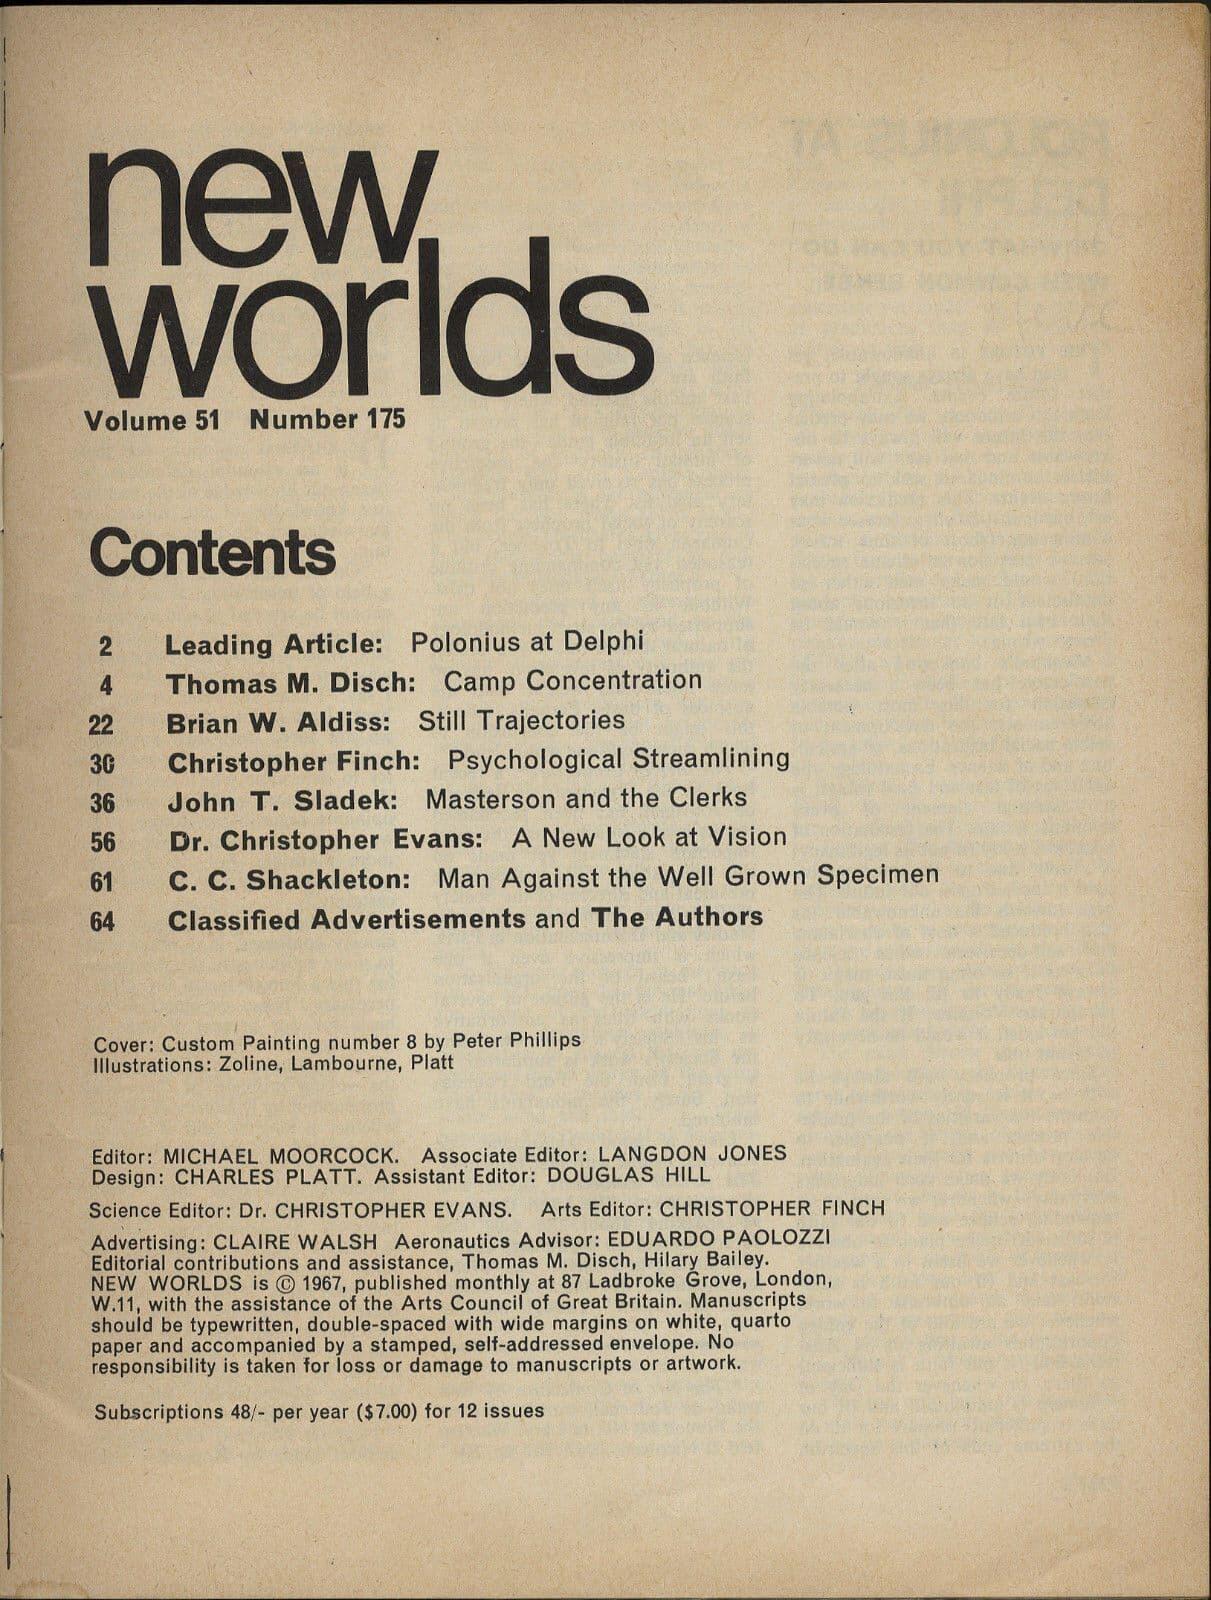 new
worlds
Volume 51 Number 175
Contents
2 Leading Article: Polonius at Delphi
4 Thomas M. Disch: Camp Concentration
22 Brian W. Aldiss: Still Trajectories
30 Christopher Finch: Psychological Streamlining
36 John T. Sladek: Masterson and the Clerks
56 Dr. Christopher Evans: A New Look at Vision
61 C. C. Shackleton: Man Against the Well Grown Specimen
64 Classified Advertisements and The Authors
Cover: Custom Painting number 8 by Peter Phillips
Illustrations: Zoline, Lambourne, Platt
Editor: MICHAEL MOORCOCK. Associate Editor: LANGDON JONES
Design: CHARLES PLATT. Assistant Editor: DOUGLAS HILL
Science Editor: Dr. CHRISTOPHER EVANS. Arts Editor: CHRISTOPHER FINCH
Advertising: CLAIRE WALSH Aeronautics Advisor: EDUARDO PAOLOZZI
Editorial contributions and assistance, Thomas M. Disch, Hilary Bailey.
NEW WORLDS is © 1967, published monthly at 87 Ladbroke Grove, London,
W.11, with the assistance of the Arts Council of Great Britain. Manuscripts
should be typewritten, double-spaced with wide margins on white, quarto
paper and accompanied by a stamped, self-addressed envelope. No
responsibility is taken for loss or damage to manuscripts or artwork.
Subscriptions 48/- per year ($7.00) for 12 issues